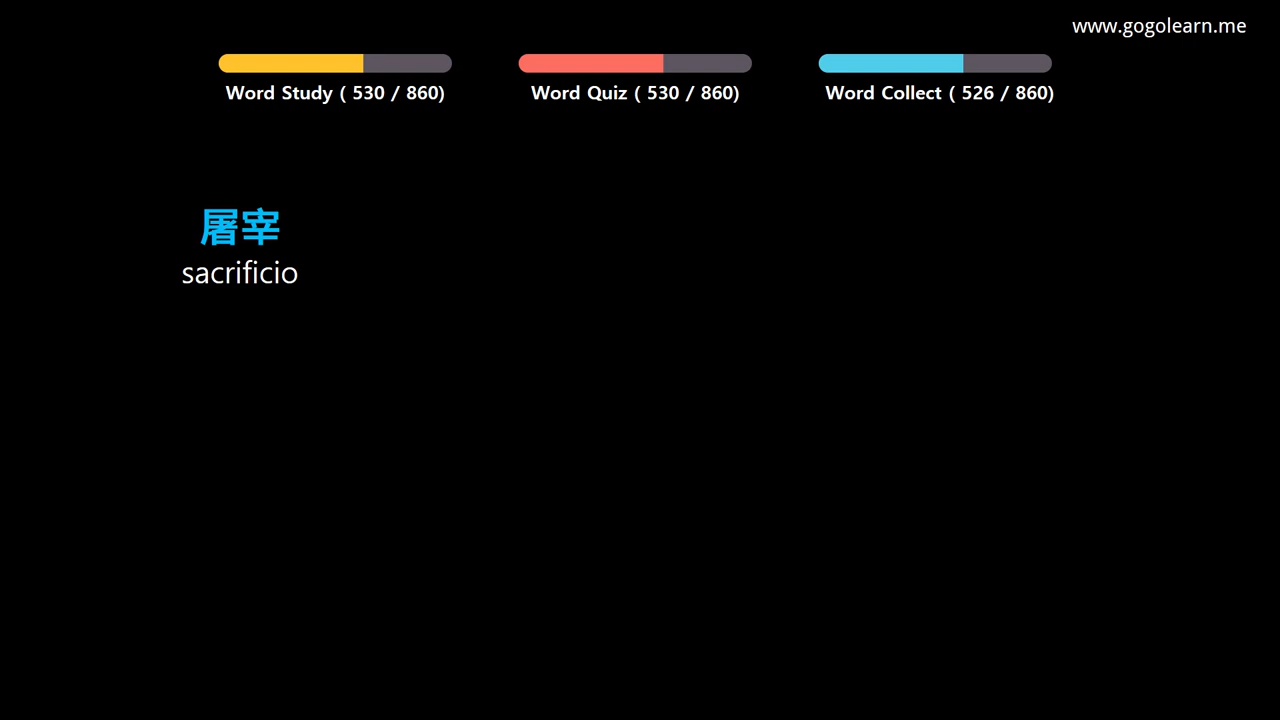 www.gogolearn.me
Word Study ( 530 / 860)
Word Quiz ( 530 / 860)
Word Collect ( 526 / 860)
屠宰
sacrificio